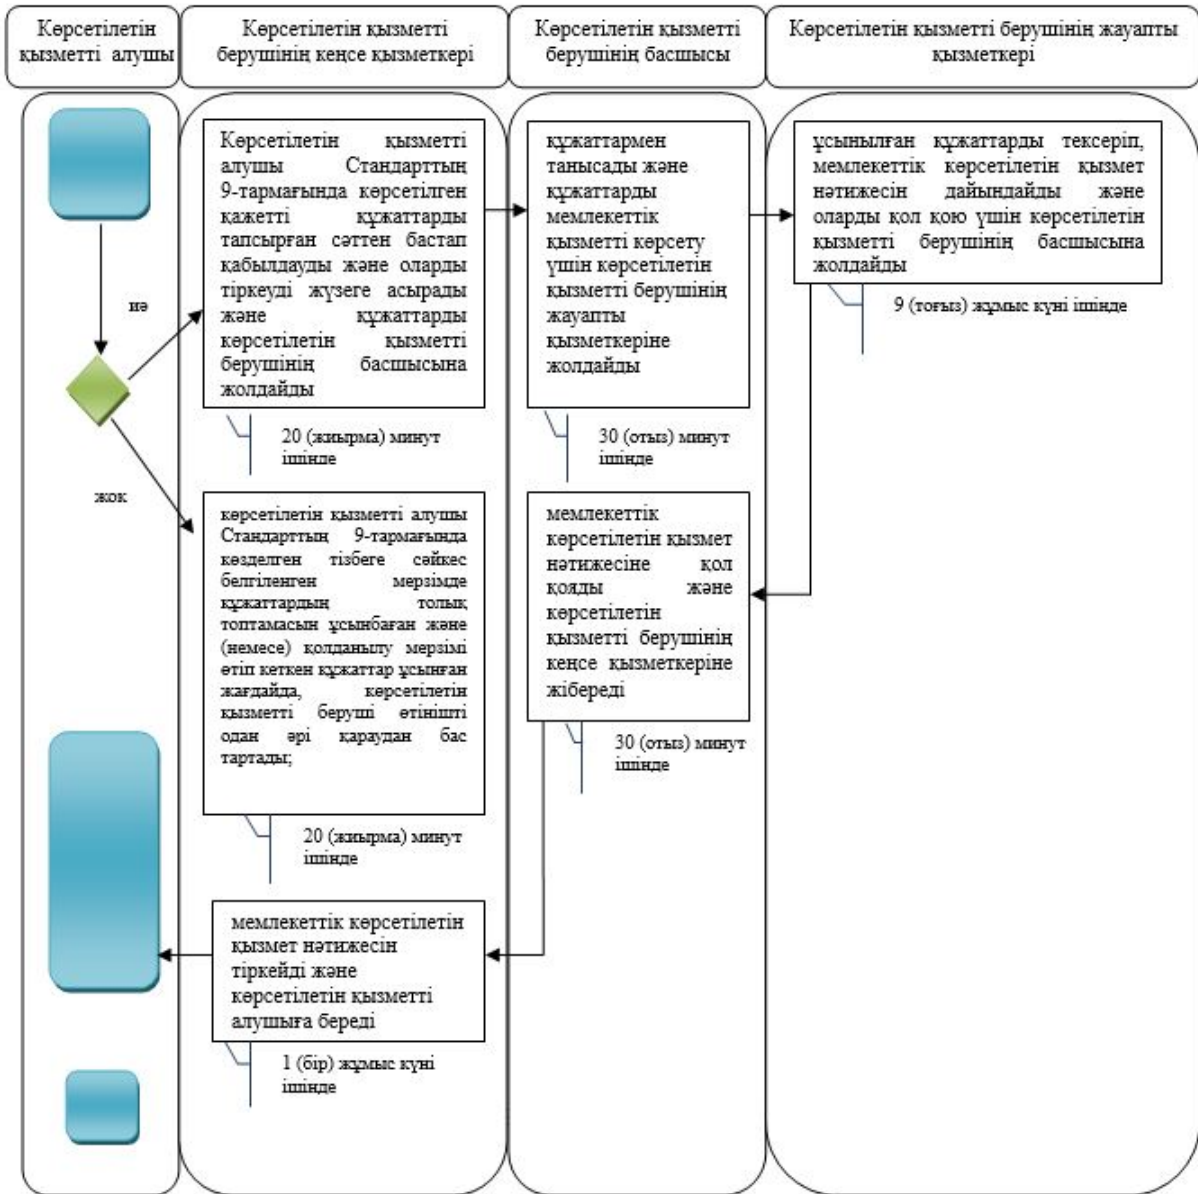 Көрсетілетін
қызметті алушы
Көрсетілетін қызметті
берушінің кеңсе қызметкері
Көрсетілетін қызметті
берушінің басшысы
Көрсетілетін қызметті берушінің жауапты
қызметкері
Көрсетілетін қызметті
алушы Стандарттың
9-тармағында көрсетілген
қажетті құжаттарды
тапсырған сәттен бастап
қабылдауды және оларды
тіркеуді жүзеге асырады
және құжаттарды
көрсетілетін қызметті
берушінің басшысына
жолдайды
құжаттармен
танысады және
құжаттарды
мемлекеттік
қызметті көрсету
үшін көрсетілетін
қызметті берушінің
жауапты
қызметкеріне
жолдайды
ұсынылған құжаттарды тексеріп,
мемлекеттік көрсетілетін қызмет
нәтижесін дайындайды және
оларды қол қою үшін көрсетілетін
қызметті берушінің басшысына
жолдайды
9 (тоғыз) жұмыс күні ішінде
иә
20 (жиырма) минут
ішінде
30 (отыз) минут
ішінде
жоқ
көрсетілетін қызметті алушы
Стандарттың 9-тармағында
көзделген тізбеге сәйкес
белгіленген мерзімде
құжаттардың толық
топтамасын ұсынбаған және
(немесе) қолданылу мерзімі
өтіп кеткен құжаттар ұсынған
жағдайда, көрсетілетін
қызметті беруші өтінішті
одан әрі қараудан бас
тартады;
мемлекеттік
көрсетілетін қызмет
нәтижесіне қол
қояды және
көрсетілетін
қызметті берушінің
кеңсе қызметкеріне
жібереді
30 (отыз) минут
ішінде
20 (жиырма) минут
ішінде
мемлекеттік көрсетілетін
қызмет нәтижесін
тіркейді және
көрсетілетін қызметті
алушыға береді
1 (бір) жұмыс күні
ішінде